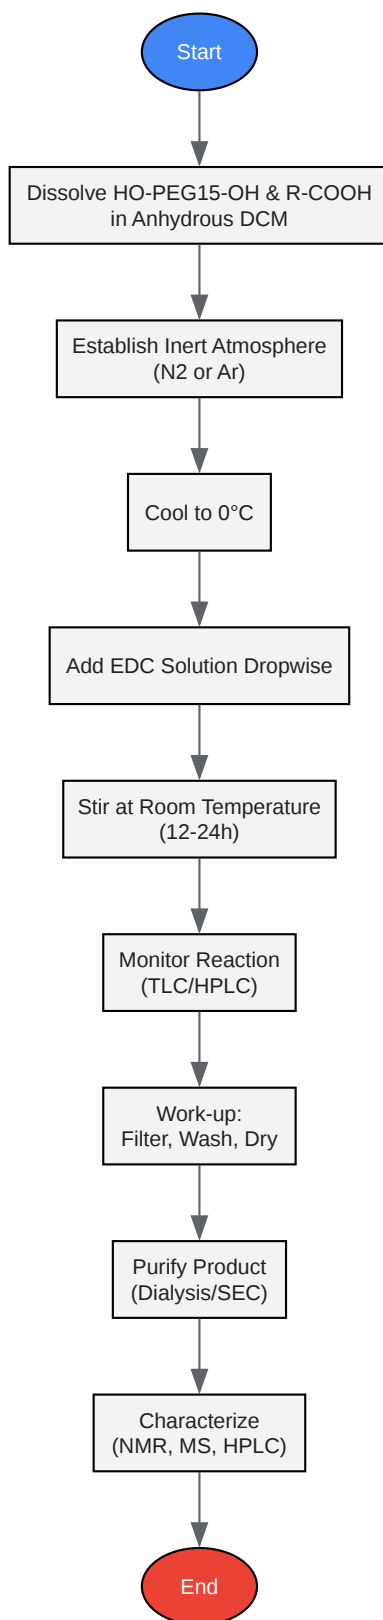 Start
Dissolve HO-PEG15-OH & R-COOH
in Anhydrous DCM
Establish Inert Atmosphere
(N2 or Ar)
Cool to 0°C
Add EDC Solution Dropwise
Stir at Room Temperature
(12-24h)
Monitor Reaction
(TLC/HPLC)
Work-up:
Filter, Wash, Dry
Purify Product
(Dialysis/SEC)
Characterize
(NMR, MS, HPLC)
End